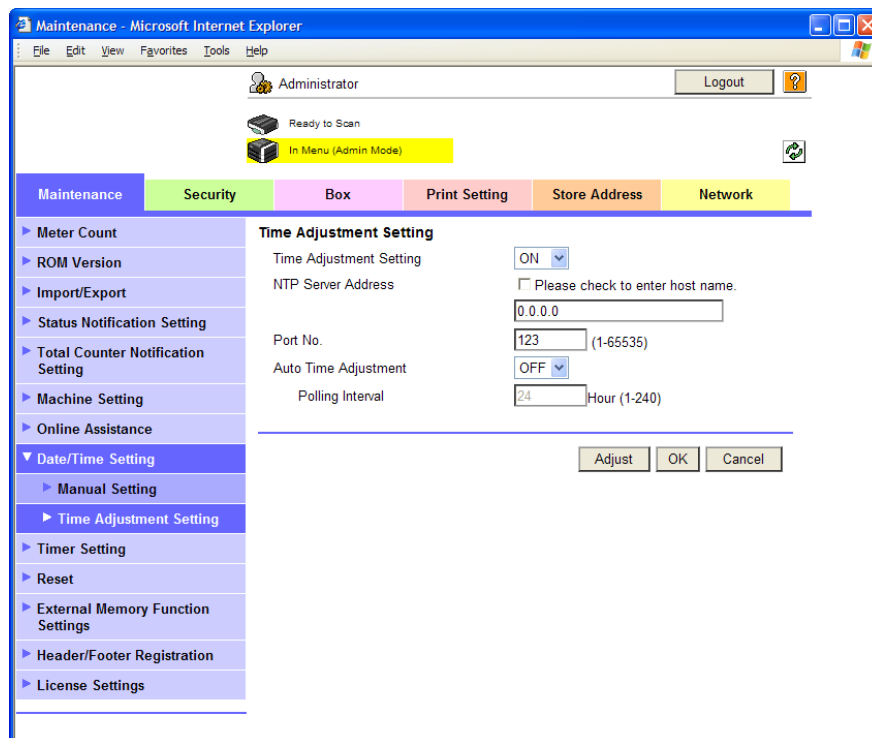 Maintenance - Microsoft Internet Explorer
File Edit View Favorites Tools Help
Administrator
Logout
?
Ready to Scan
In Menu (Admin Mode)
Maintenance Security Box Print Setting Store Address Network
Meter Count
ROM Version
Import/Export
Status Notification Setting
Total Counter Notification
Setting
Machine Setting
Online Assistance
Date/Time Setting
Manual Setting
Time Adjustment Setting
Timer Setting
Reset
External Memory Function
Settings
Header/Footer Registration
License Settings
Time Adjustment Setting
Time Adjustment Setting ON
NTP Server Address Please check to enter host name.
0.0.0.0
Port No. 123 (1-65535)
Auto Time Adjustment OFF
Polling Interval 24 Hour (1-240)
Adjust OK Cancel